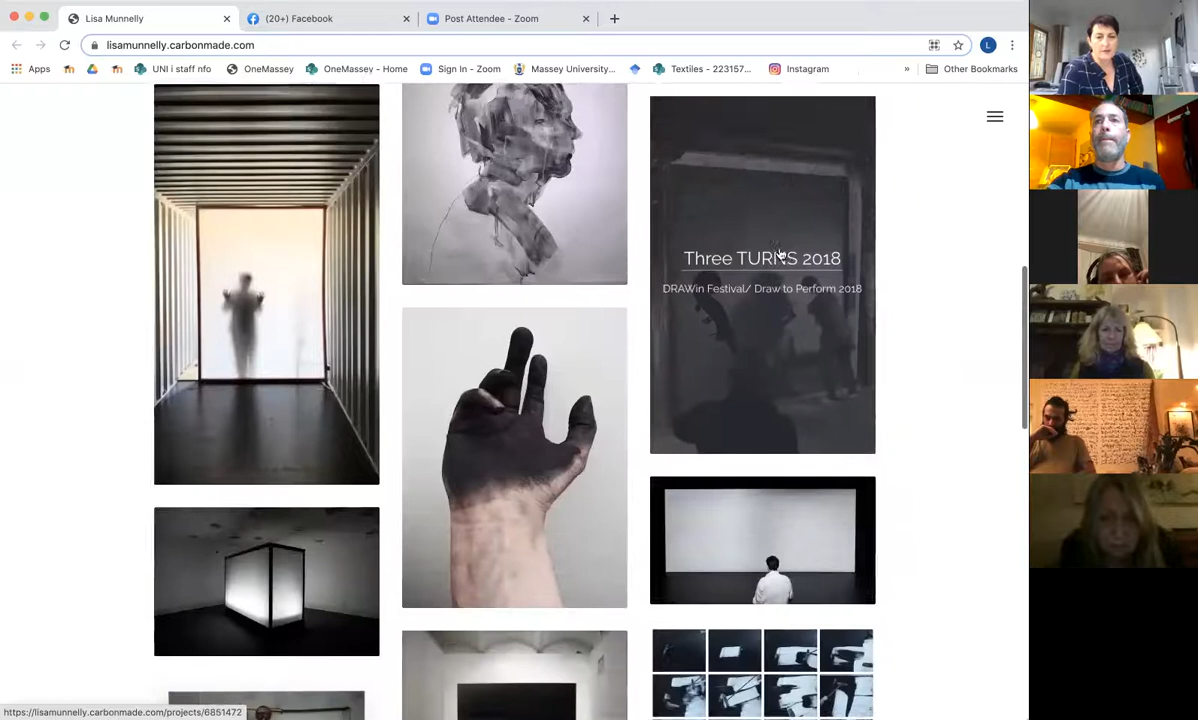 Lisa Munnelly
(20+) Facebook
Post Attendee - Zoom
lisamunnelly.carbonmade.com
L
Apps
UNI i staff nfo
OneMassey
OneMassey - Home
Sign In - Zoom
Massey University...
Textiles - 223157...
Instagram
»
Other Bookmarks
Three TURNS 2018
DRAWin Festival/ Draw to Perform 2018
https://lisamunnelly.carbonmade.com/projects/6851472